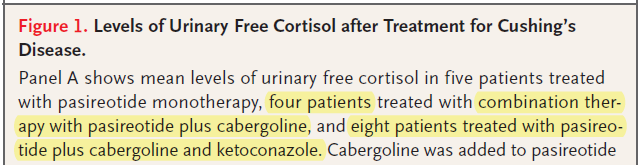 Figure 1. Levels of Urinary Free Cortisol after Treatment for Cushing's
Disease.
Panel A shows mean levels of urinary free cortisol in five patients treated
with pasireotide monotherapy, four patients treated with combination ther-
apy with pasireotide plus cabergoline, and eight patients treated with pasireo-
tide plus cabergoline and ketoconazole. Cabergoline was added to pasireotide